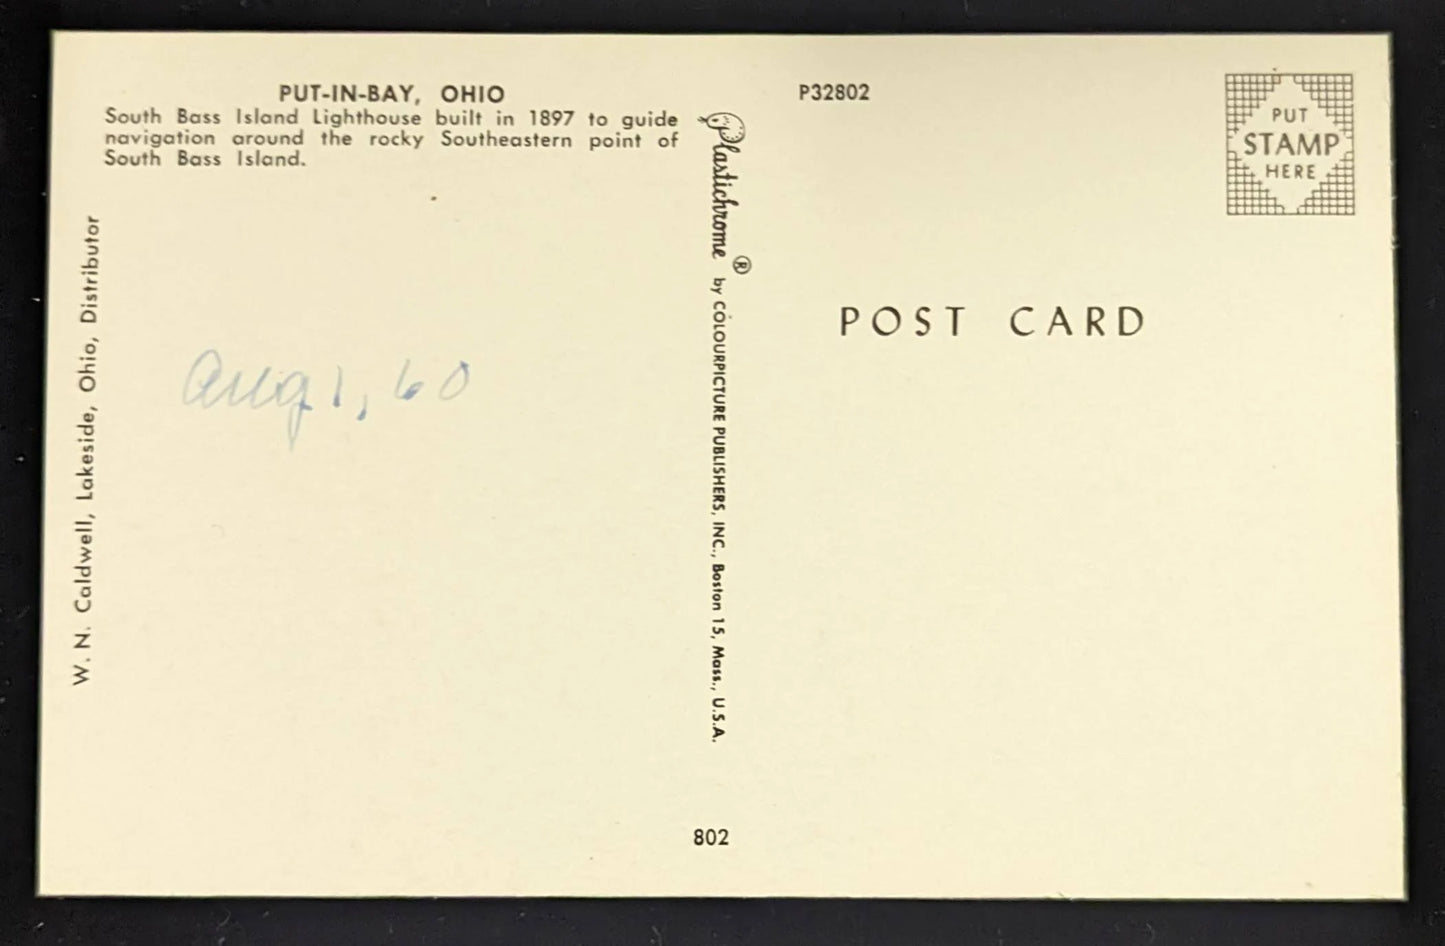 PUT-IN-BAY, OHIO
South Bass Island Lighthouse built in 1897 to guide
navigation around the rocky Southeastern point of
South Bass Island.
W. N. Caldwell, Lakeside, Ohio, Distributor
Aug 1, 60
Plastichrome ® by COLOURPICTURE PUBLISHERS, INC., Boston 15, Mass., U.S.A.
802
P32802
PUT
STAMP
HERE
POST CARD